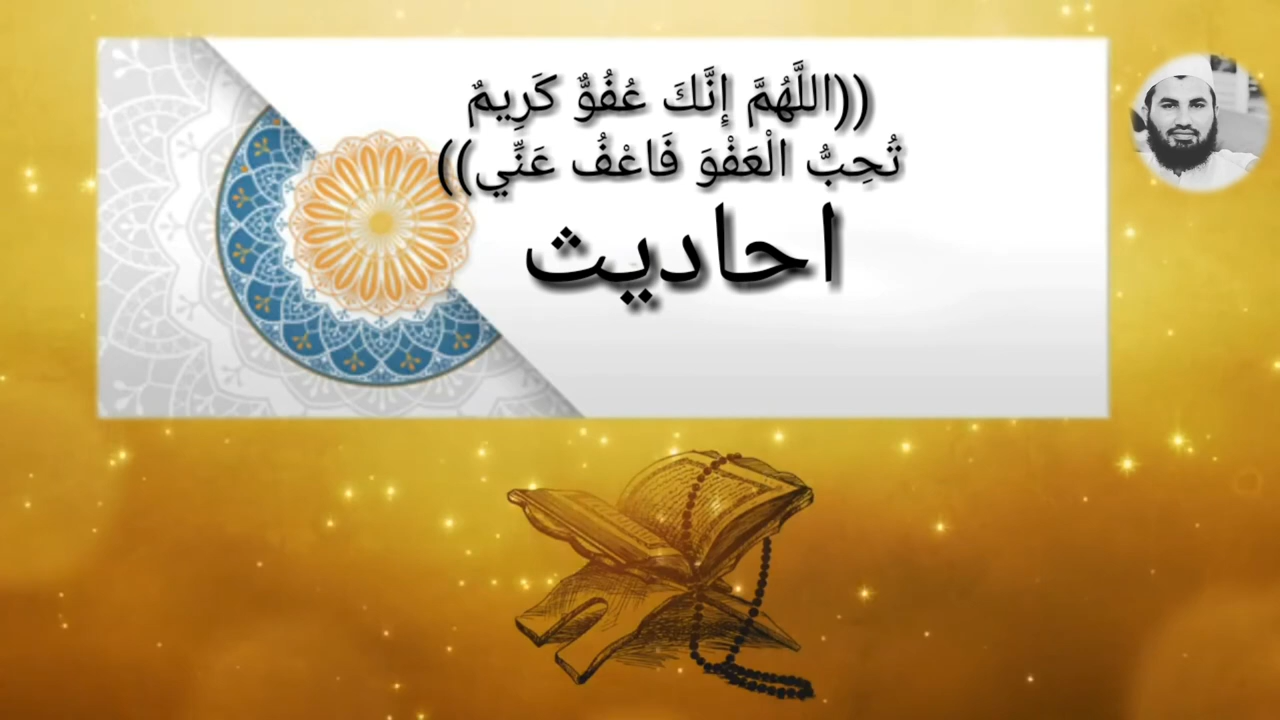 ((اللَّهُمَّ إِنَّكَ عُفُوٌّ كَرِيمٌ
تُحِبُّ الْعَفْوَ فَاعْفُ عَنِّي))
احاديث